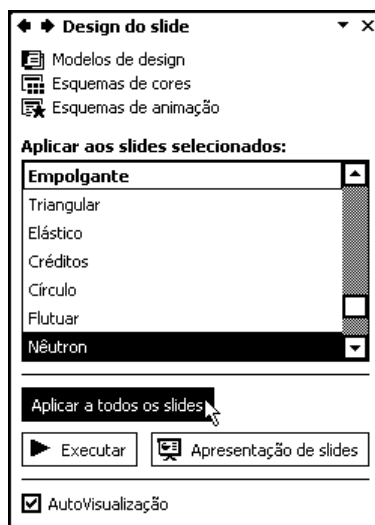 Design do slide
Modelos de design
Esquemas de cores
Esquemas de animação
Aplicar aos slides selecionados:
Empolgante
Triangular
Elástico
Créditos
Círculo
Flutuar
Nêutron
Aplicar a todos os slides
Executar Apresentação de slides
AutoVisualização